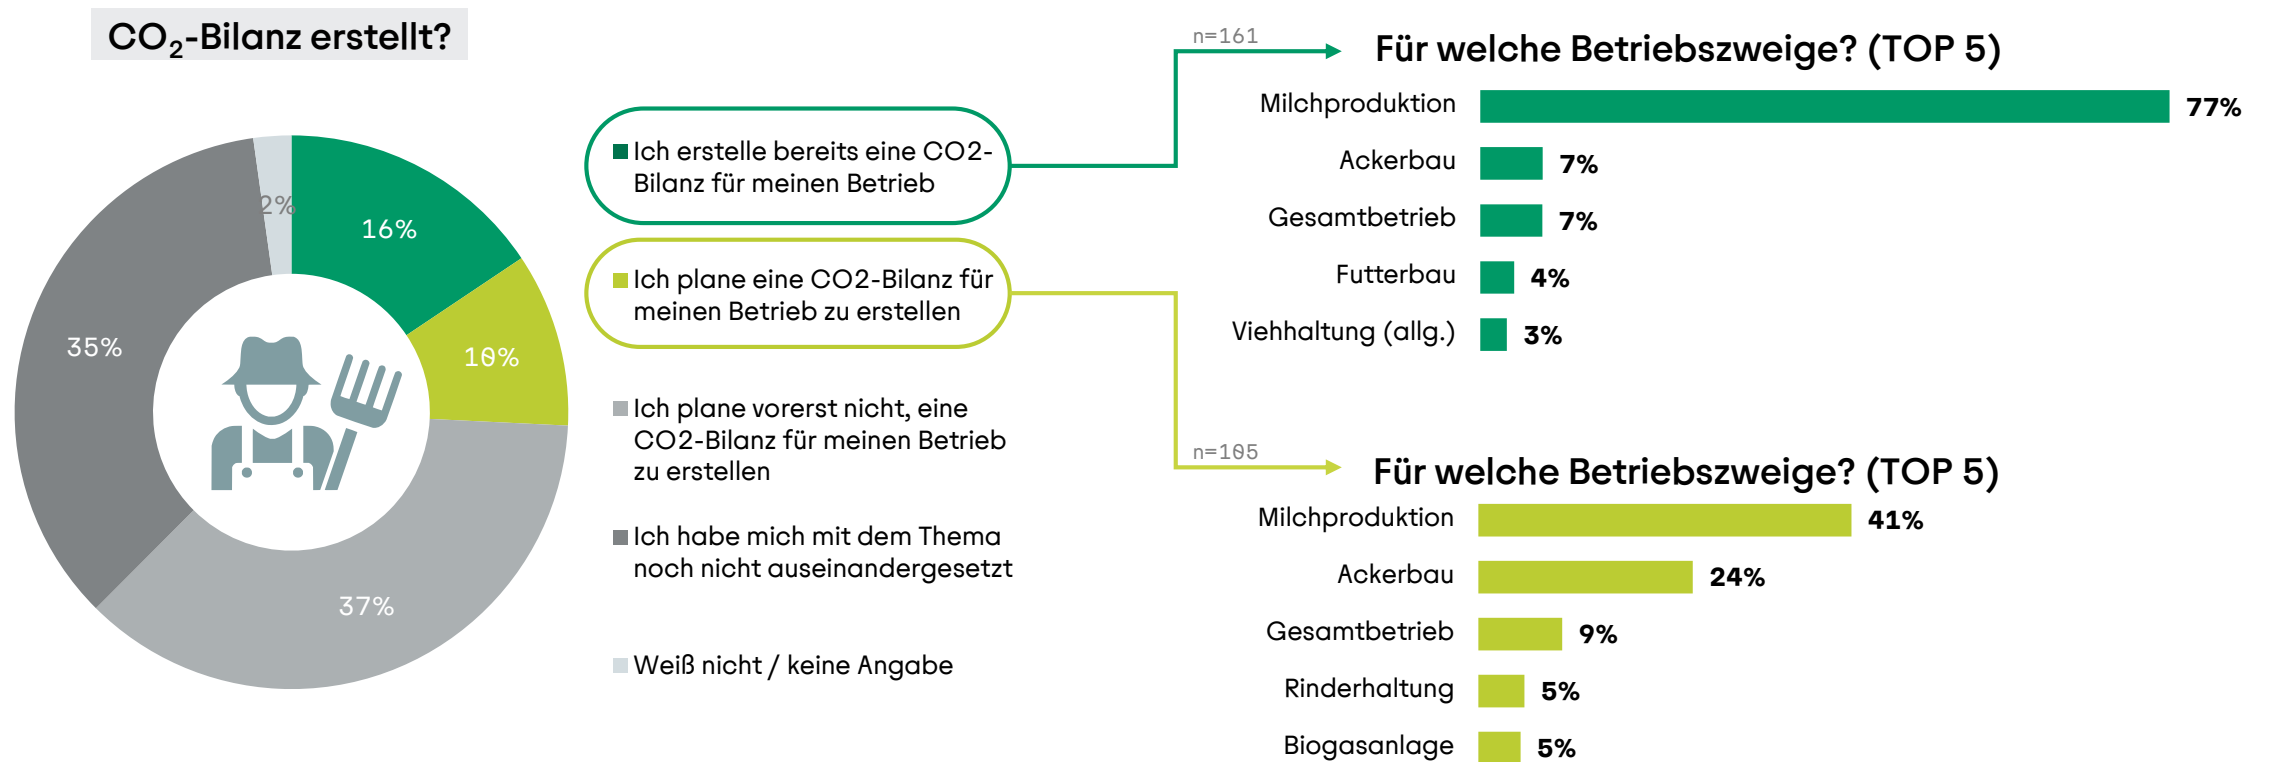 CO₂-Bilanz erstellt?
16%
10%
37%
35%
2%
Ich erstelle bereits eine CO2-
Bilanz für meinen Betrieb
Ich plane eine CO2-Bilanz für
meinen Betrieb zu erstellen
Ich plane vorerst nicht, eine
CO2-Bilanz für meinen Betrieb
zu erstellen
Ich habe mich mit dem Thema
noch nicht auseinandergesetzt
Weiß nicht / keine Angabe
n=161
Für welche Betriebszweige? (TOP 5)
Milchproduktion 77%
Ackerbau 7%
Gesamtbetrieb 7%
Futterbau 4%
Viehhaltung (allg.) 3%
n=105
Für welche Betriebszweige? (TOP 5)
Milchproduktion 41%
Ackerbau 24%
Gesamtbetrieb 9%
Rinderhaltung 5%
Biogasanlage 5%